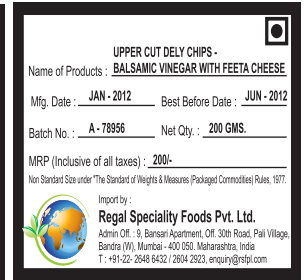 UPPER CUT DELY CHIPS -
Name of Products : BALSAMIC VINEGAR WITH FEETA CHEESE
Mfg. Date : JAN - 2012 Best Before Date : JUN - 2012
Batch No. : A - 78956 Net Qty. : 200 GMS.
MRP (Inclusive of all taxes) : 200/-
Non Standard Size under "The Standard of Weights & Measures (Packaged Commodities) Rules, 1977.
Import by :
Regal Speciality Foods Pvt. Ltd.
Admin Off. : 9, Bansari Apartment, Off. 30th Road, Pali Village,
Bandra (W), Mumbai - 400 050. Maharashtra, India
T : +91-22- 2648 6432 / 2604 2923, enquiry@rsfpl.com